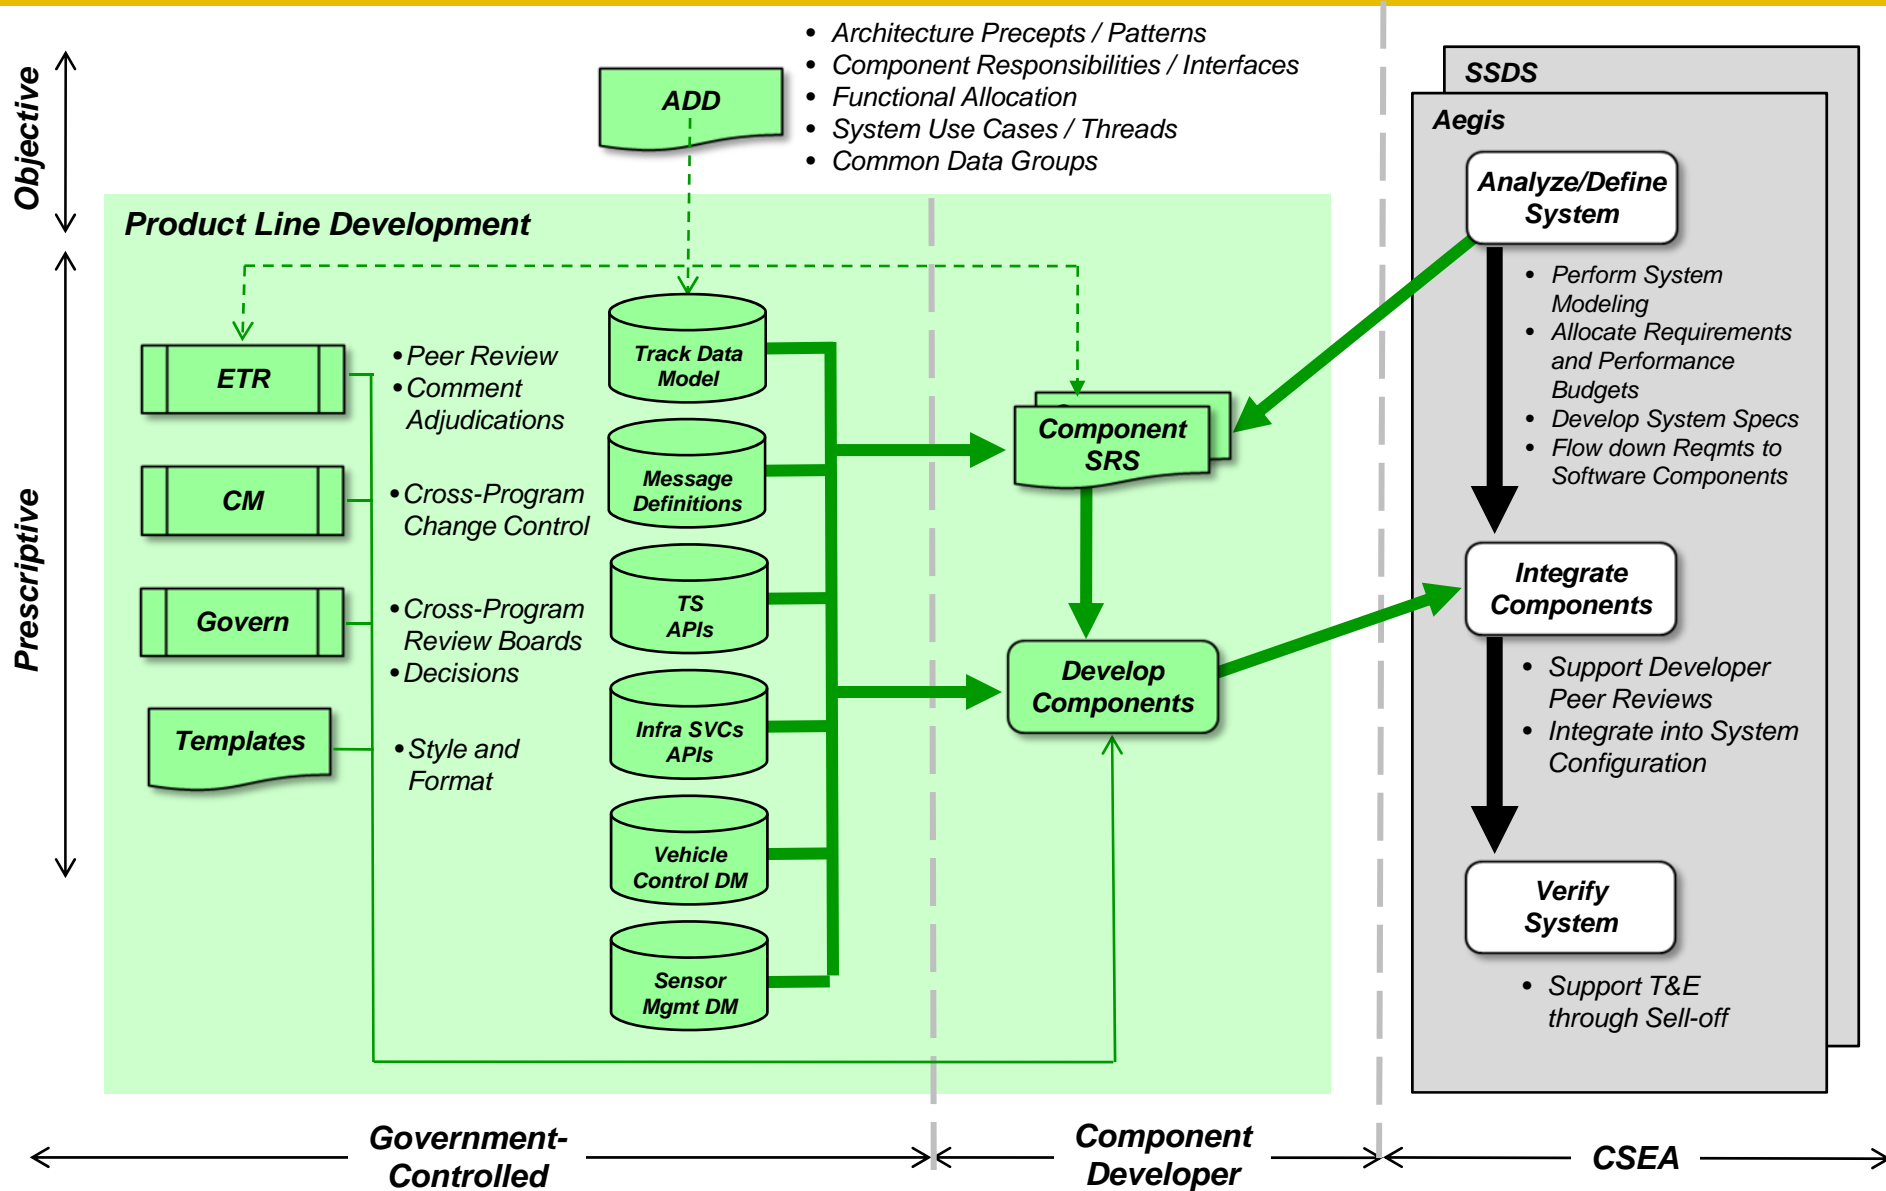 Objective
Prescriptive
ADD
• Architecture Precepts / Patterns
• Component Responsibilities / Interfaces
• Functional Allocation
• System Use Cases / Threads
• Common Data Groups
Product Line Development
ETR
• Peer Review
• Comment
Adjudications
CM
• Cross-Program
Change Control
Govern
• Cross-Program
Review Boards
• Decisions
Templates
• Style and
Format
Track Data
Model
Message
Definitions
TS
APIs
Infra SVCs
APIs
Vehicle
Control DM
Sensor
Mgmt DM
Component
SRS
Develop
Components
SSDS
Aegis
Analyze/Define
System
• Perform System
Modeling
• Allocate Requirements
and Performance
Budgets
• Develop System Specs
• Flow down Reqmts to
Software Components
Integrate
Components
• Support Developer
Peer Reviews
• Integrate into System
Configuration
Verify
System
• Support T&E
through Sell-off
Government-
Controlled
Component
Developer
CSEA